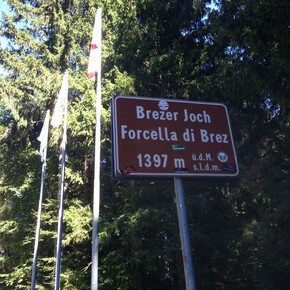 Brezer Joch
Forcella di Brez
1397 m ü.d.M.
s.l.d.m.